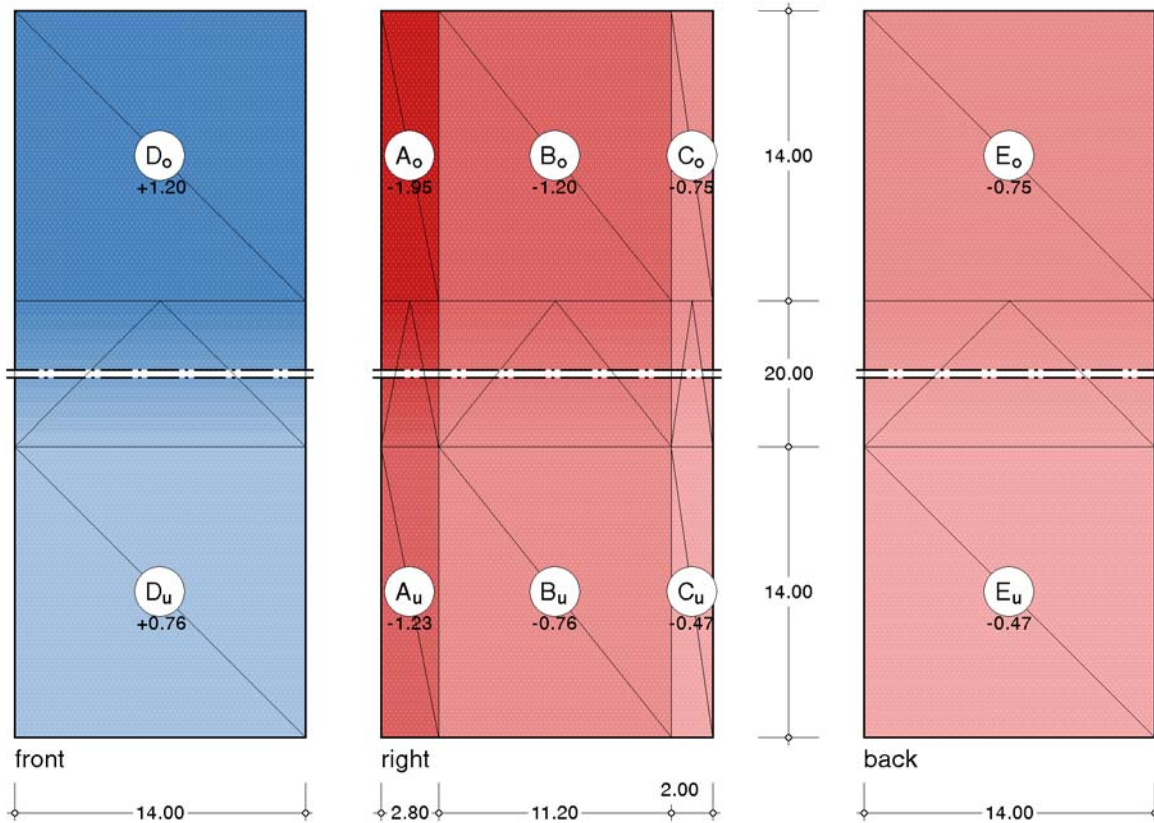 Do
+1.20
Ao
-1.95
Bo
-1.20
Co
-0.75
14.00
Eo
-0.75
20.00
Du
+0.76
Au
-1.23
Bu
-0.76
Cu
-0.47
14.00
Eu
-0.47
front
right
back
14.00
2.80
11.20
2.00
14.00